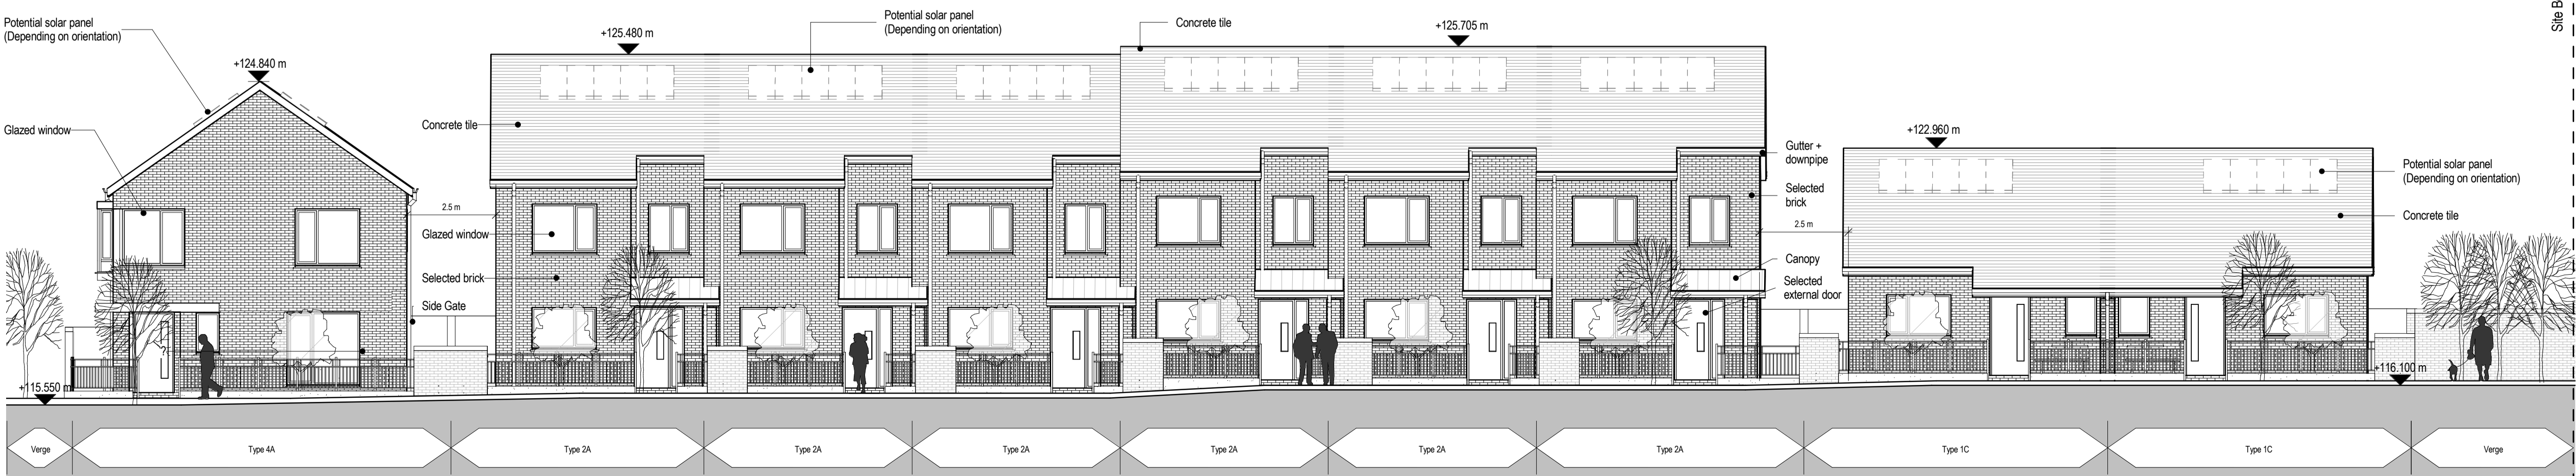 Potential solar panel
(Depending on orientation)
+124.840 m
Glazed window
+125.480 m
Potential solar panel
(Depending on orientation)
Concrete tile
+125.705 m
Concrete tile
Gutter +
downpipe
Selected
brick
2.5 m
2.5 m
Glazed window
Selected brick
Side Gate
Canopy
Selected
external door
+122.960 m
Potential solar panel
(Depending on orientation)
Concrete tile
Site B
?
+115.550 m
+116.100 m
Verge
Type 4A
Type 2A
Type 2A
Type 2A
Type 2A
Type 2A
Type 2A
Type 1C
Type 1C
Verge